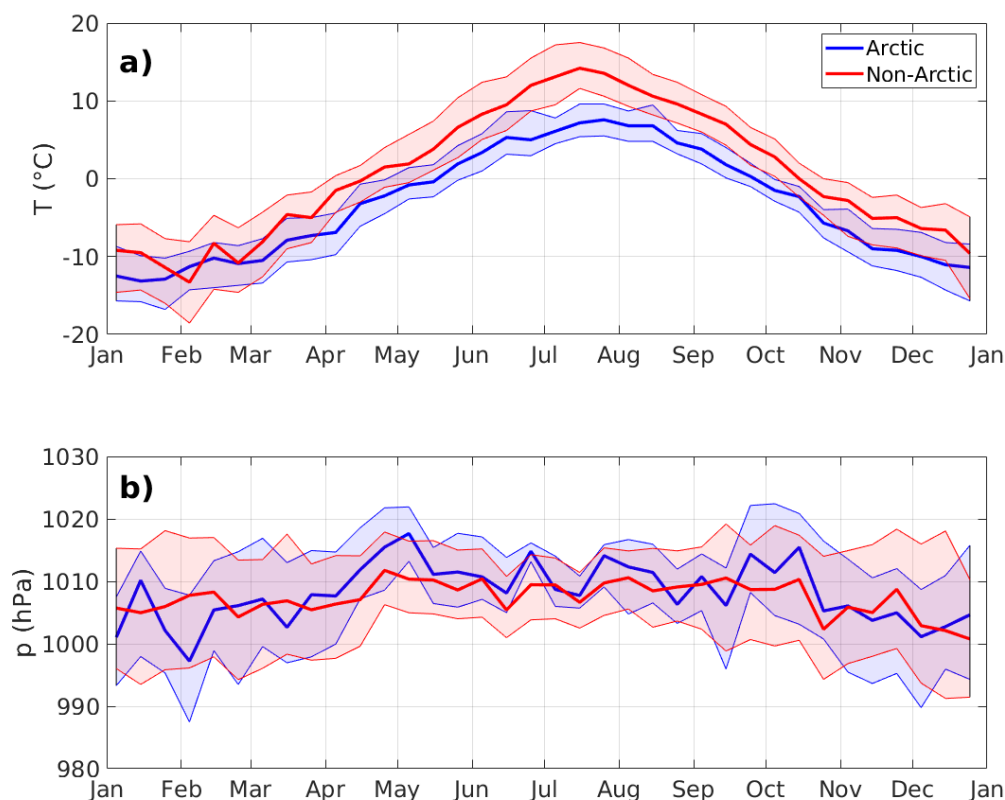 a)
Arctic
Non-Arctic
T (°C)
20
10
0
-10
-20
Jan Feb Mar Apr May Jun Jul Aug Sep Oct Nov Dec Jan
b)
p (hPa)
1030
1020
1010
1000
990
980
Jan Feb Mar Apr May Jun Jul Aug Sep Oct Nov Dec Jan